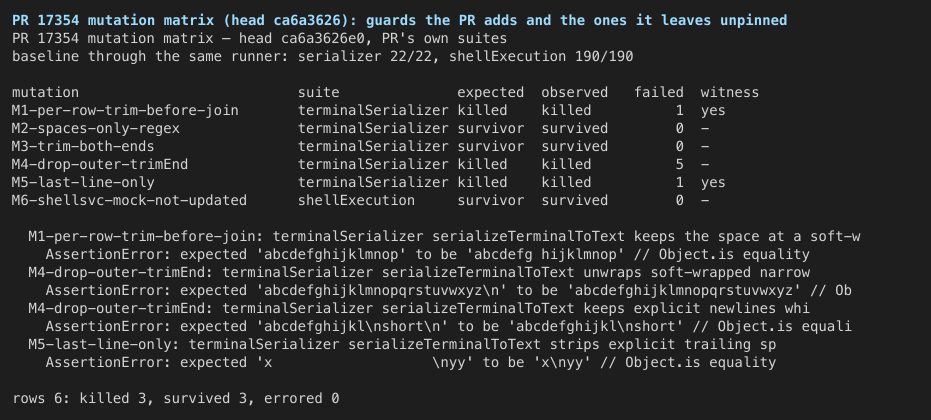 PR 17354 mutation matrix (head ca6a3626): guards the PR adds and the ones it leaves unpinned
PR 17354 mutation matrix — head ca6a3626e0, PR's own suites
baseline through the same runner: serializer 22/22, shellExecution 190/190
mutation suite expected observed failed witness
M1-per-row-trim-before-join terminalSerializer killed killed 1 yes
M2-spaces-only-regex terminalSerializer survivor survived 0 -
M3-trim-both-ends terminalSerializer survivor survived 0 -
M4-drop-outer-trimEnd terminalSerializer killed killed 5 -
M5-last-line-only terminalSerializer killed killed 1 yes
M6-shellsvc-mock-not-updated shellExecution survivor survived 0 -
M1-per-row-trim-before-join: terminalSerializer serializeTerminalToText keeps the space at a soft-w
AssertionError: expected 'abcdefghijklmnop' to be 'abcdefg hijklmnop' // Object.is equality
M4-drop-outer-trimEnd: terminalSerializer serializeTerminalToText unwraps soft-wrapped narrow
AssertionError: expected 'abcdefghijklmnopqrstuvwxyz\n' to be 'abcdefghijklmnopqrstuvwxyz' // Ob
M4-drop-outer-trimEnd: terminalSerializer serializeTerminalToText keeps explicit newlines whi
AssertionError: expected 'abcdefghijkl\nshort\n' to be 'abcdefghijkl\nshort' // Object.is equali
M5-last-line-only: terminalSerializer serializeTerminalToText strips explicit trailing sp
AssertionError: expected 'x                   \nyy' to be 'x\nyy' // Object.is equality
rows 6: killed 3, survived 3, errored 0